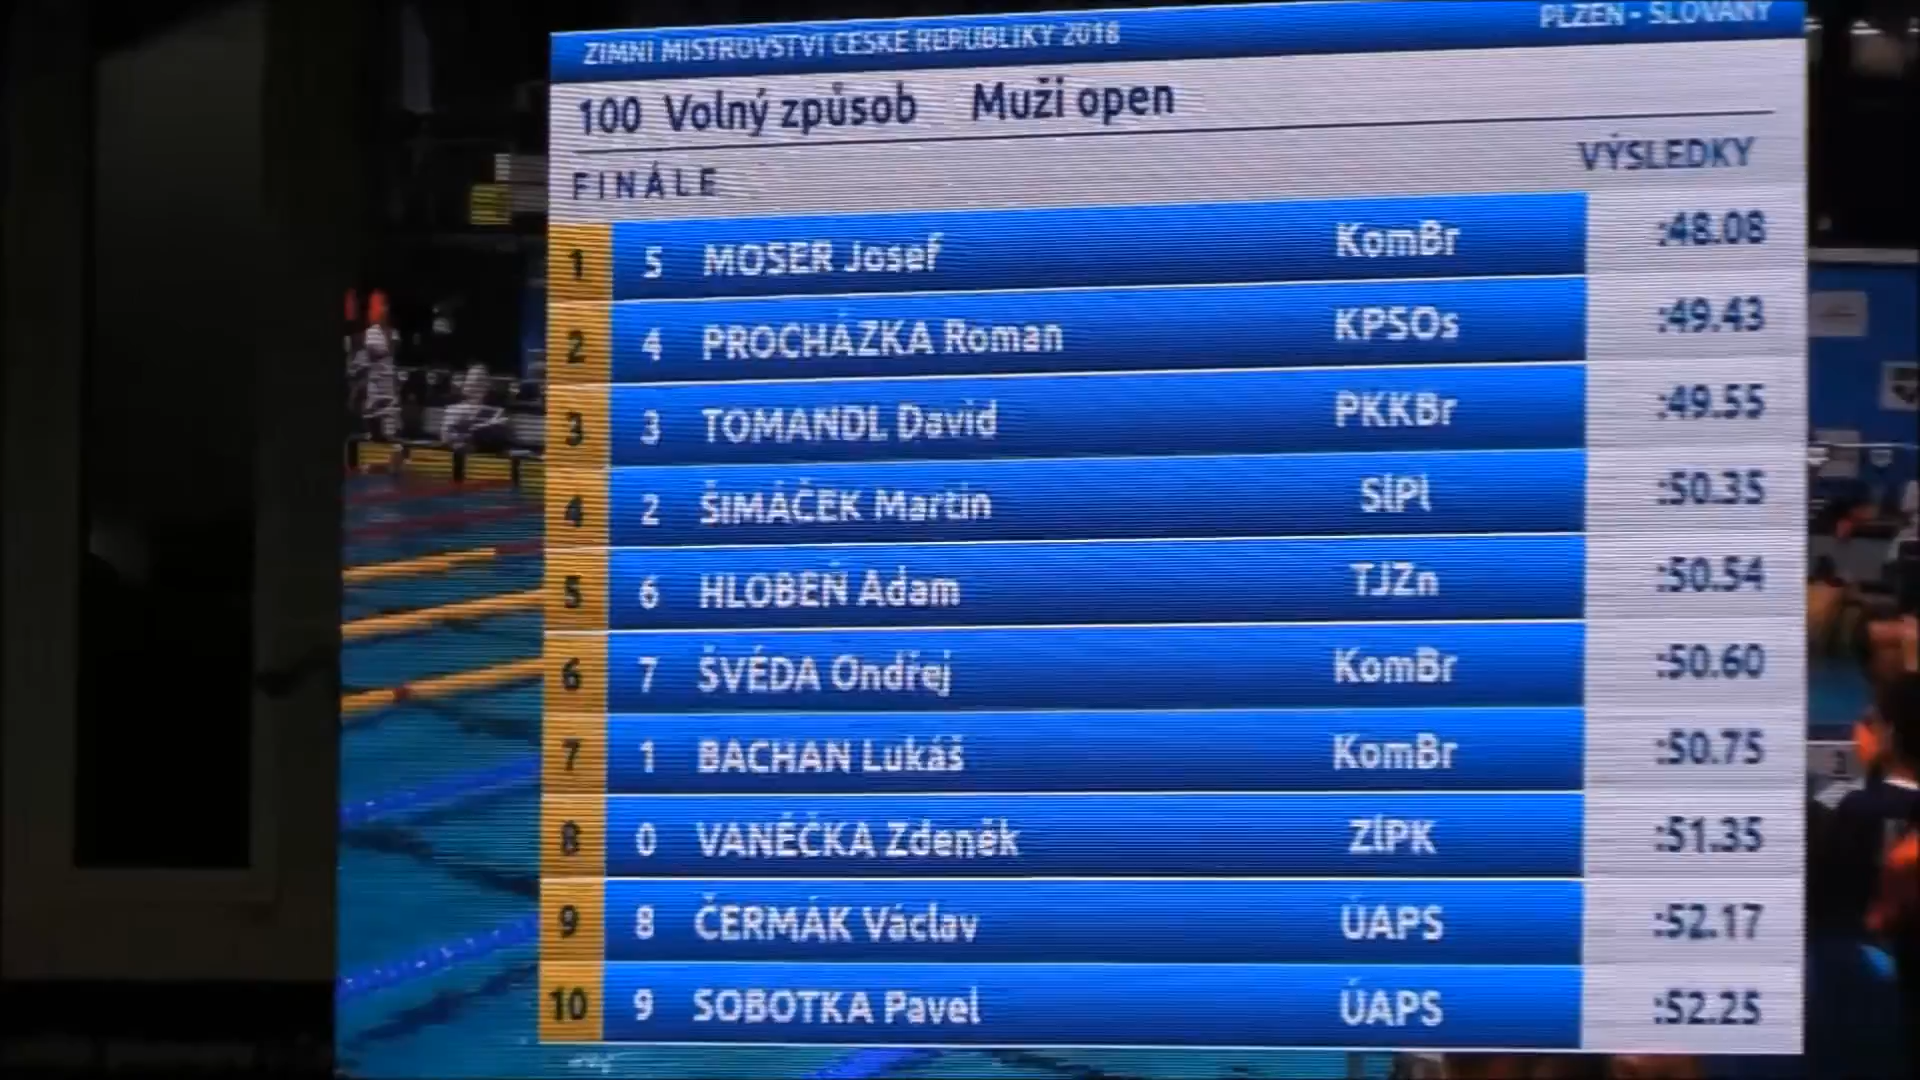 ZIMNÍ MISTROVSTVÍ ČESKÉ REPUBLIKY 2018 PLZEŇ - SLOVANY
100 Volný způsob Muži open
FINÁLE VÝSLEDKY
1 5 MOSER Josef KomBr :48.08
2 4 PROCHÁZKA Roman KPSOs :49.43
3 3 TOMANDL David PKKBr :49.55
4 2 ŠIMÁČEK Martin SlPl :50.35
5 6 HLOBEŇ Adam TJZn :50.54
6 7 ŠVÉDA Ondřej KomBr :50.60
7 1 BACHAN Lukáš KomBr :50.75
8 0 VANĚČKA Zdeněk ZlPK :51.35
9 8 ČERMÁK Václav ÚAPS :52.17
10 9 SOBOTKA Pavel ÚAPS :52.25